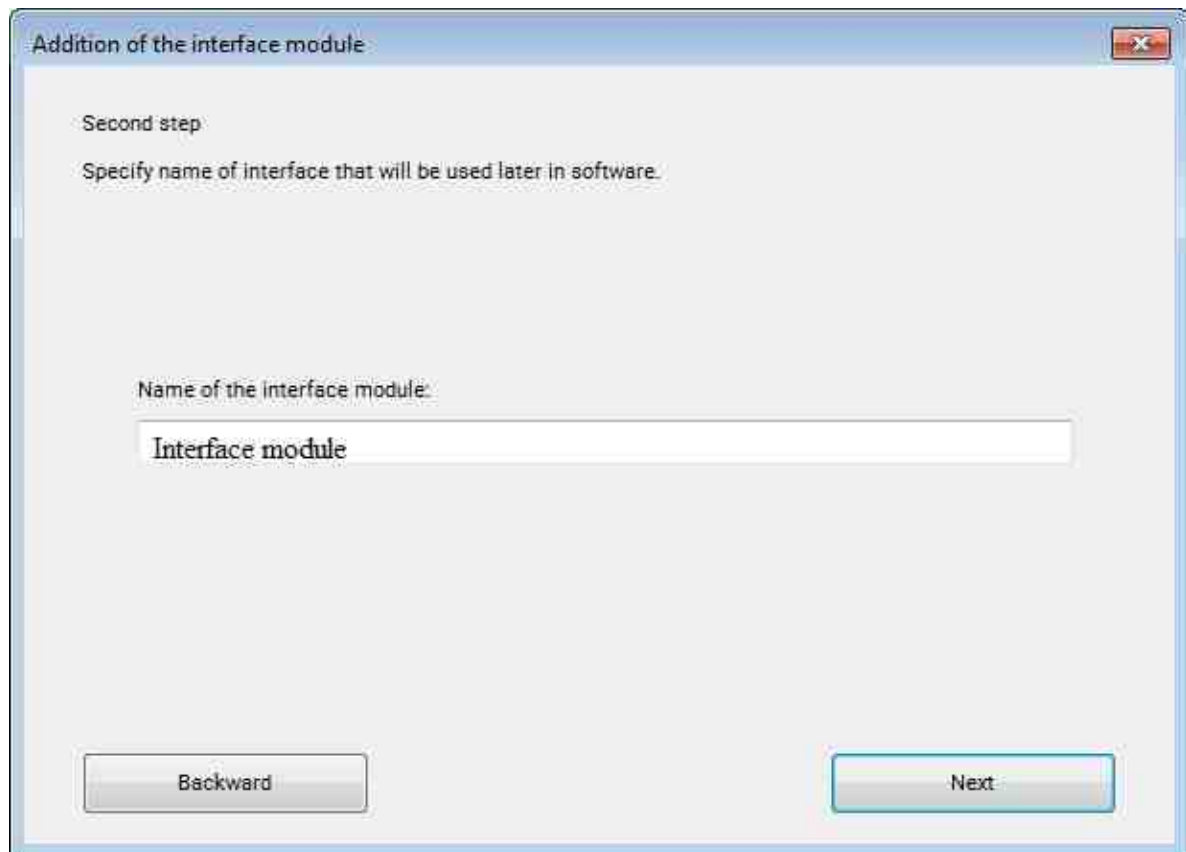 Addition of the interface module
Second step
Specify name of interface that will be used later in software.
Name of the interface module:
Interface module
Backward
Next